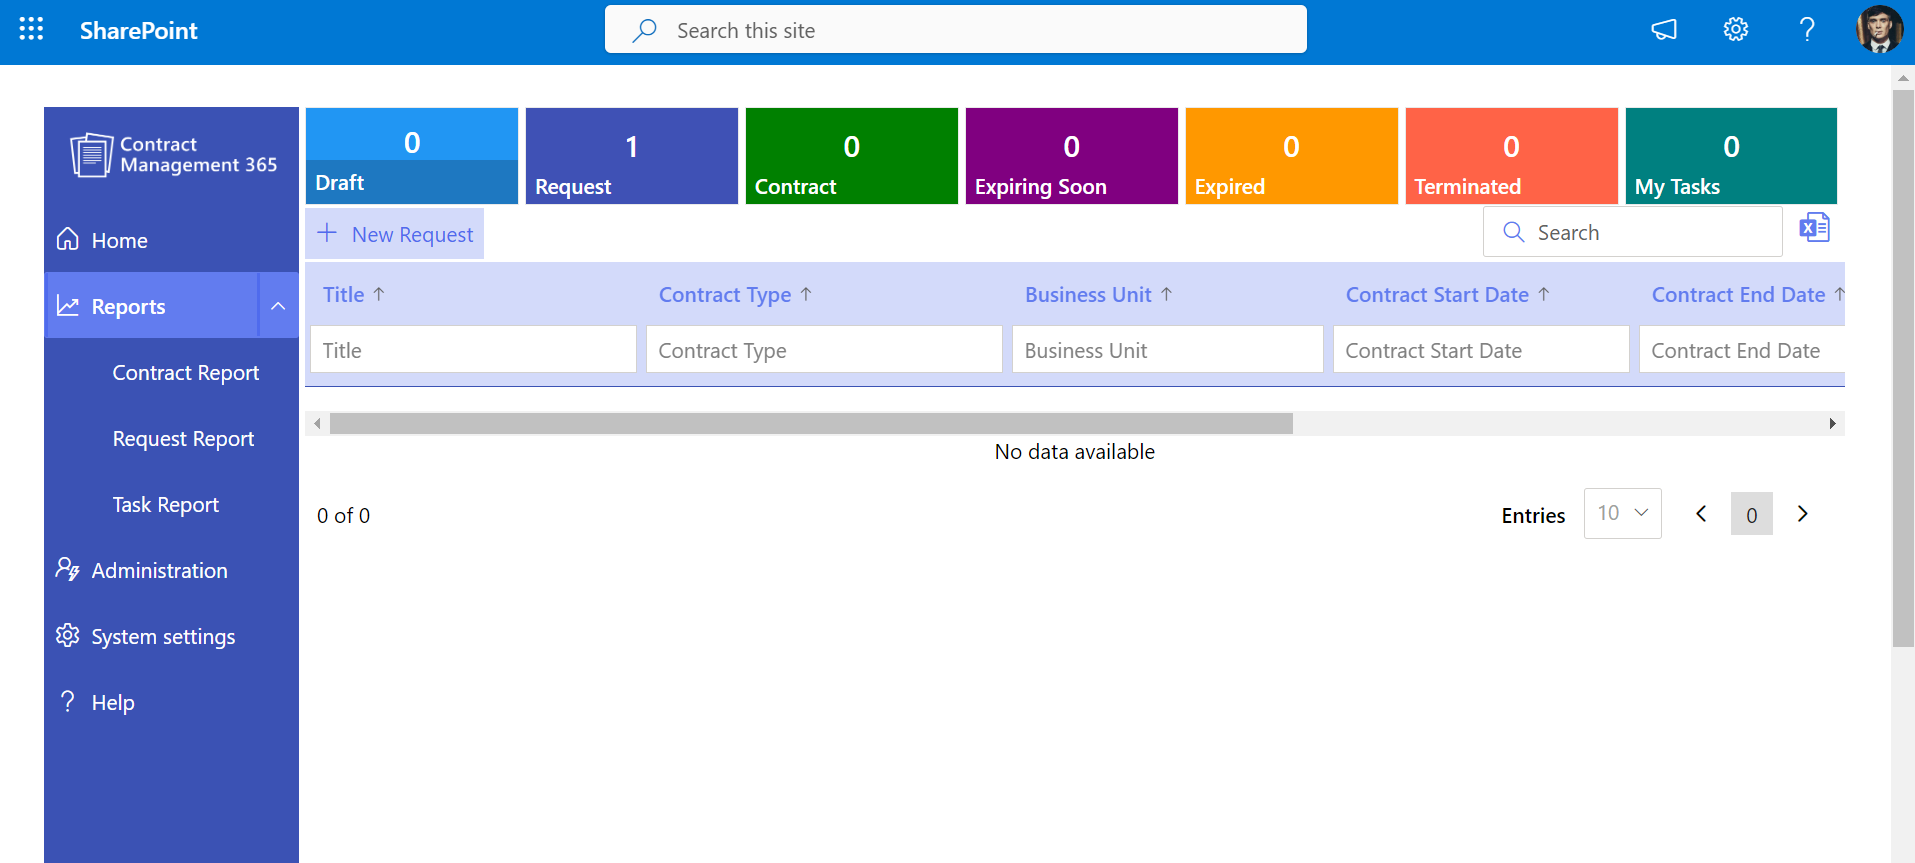 SharePoint
Search this site
Contract
Management 365
0
Draft
1
Request
0
Contract
0
Expiring Soon
0
Expired
0
Terminated
0
My Tasks
Home
Reports
Contract Report
Request Report
Task Report
Administration
System settings
Help
New Request
Search
Title
Contract Type
Business Unit
Contract Start Date
Contract End Date
Title
Contract Type
Business Unit
Contract Start Date
Contract End Date
No data available
0 of 0
Entries
10
0